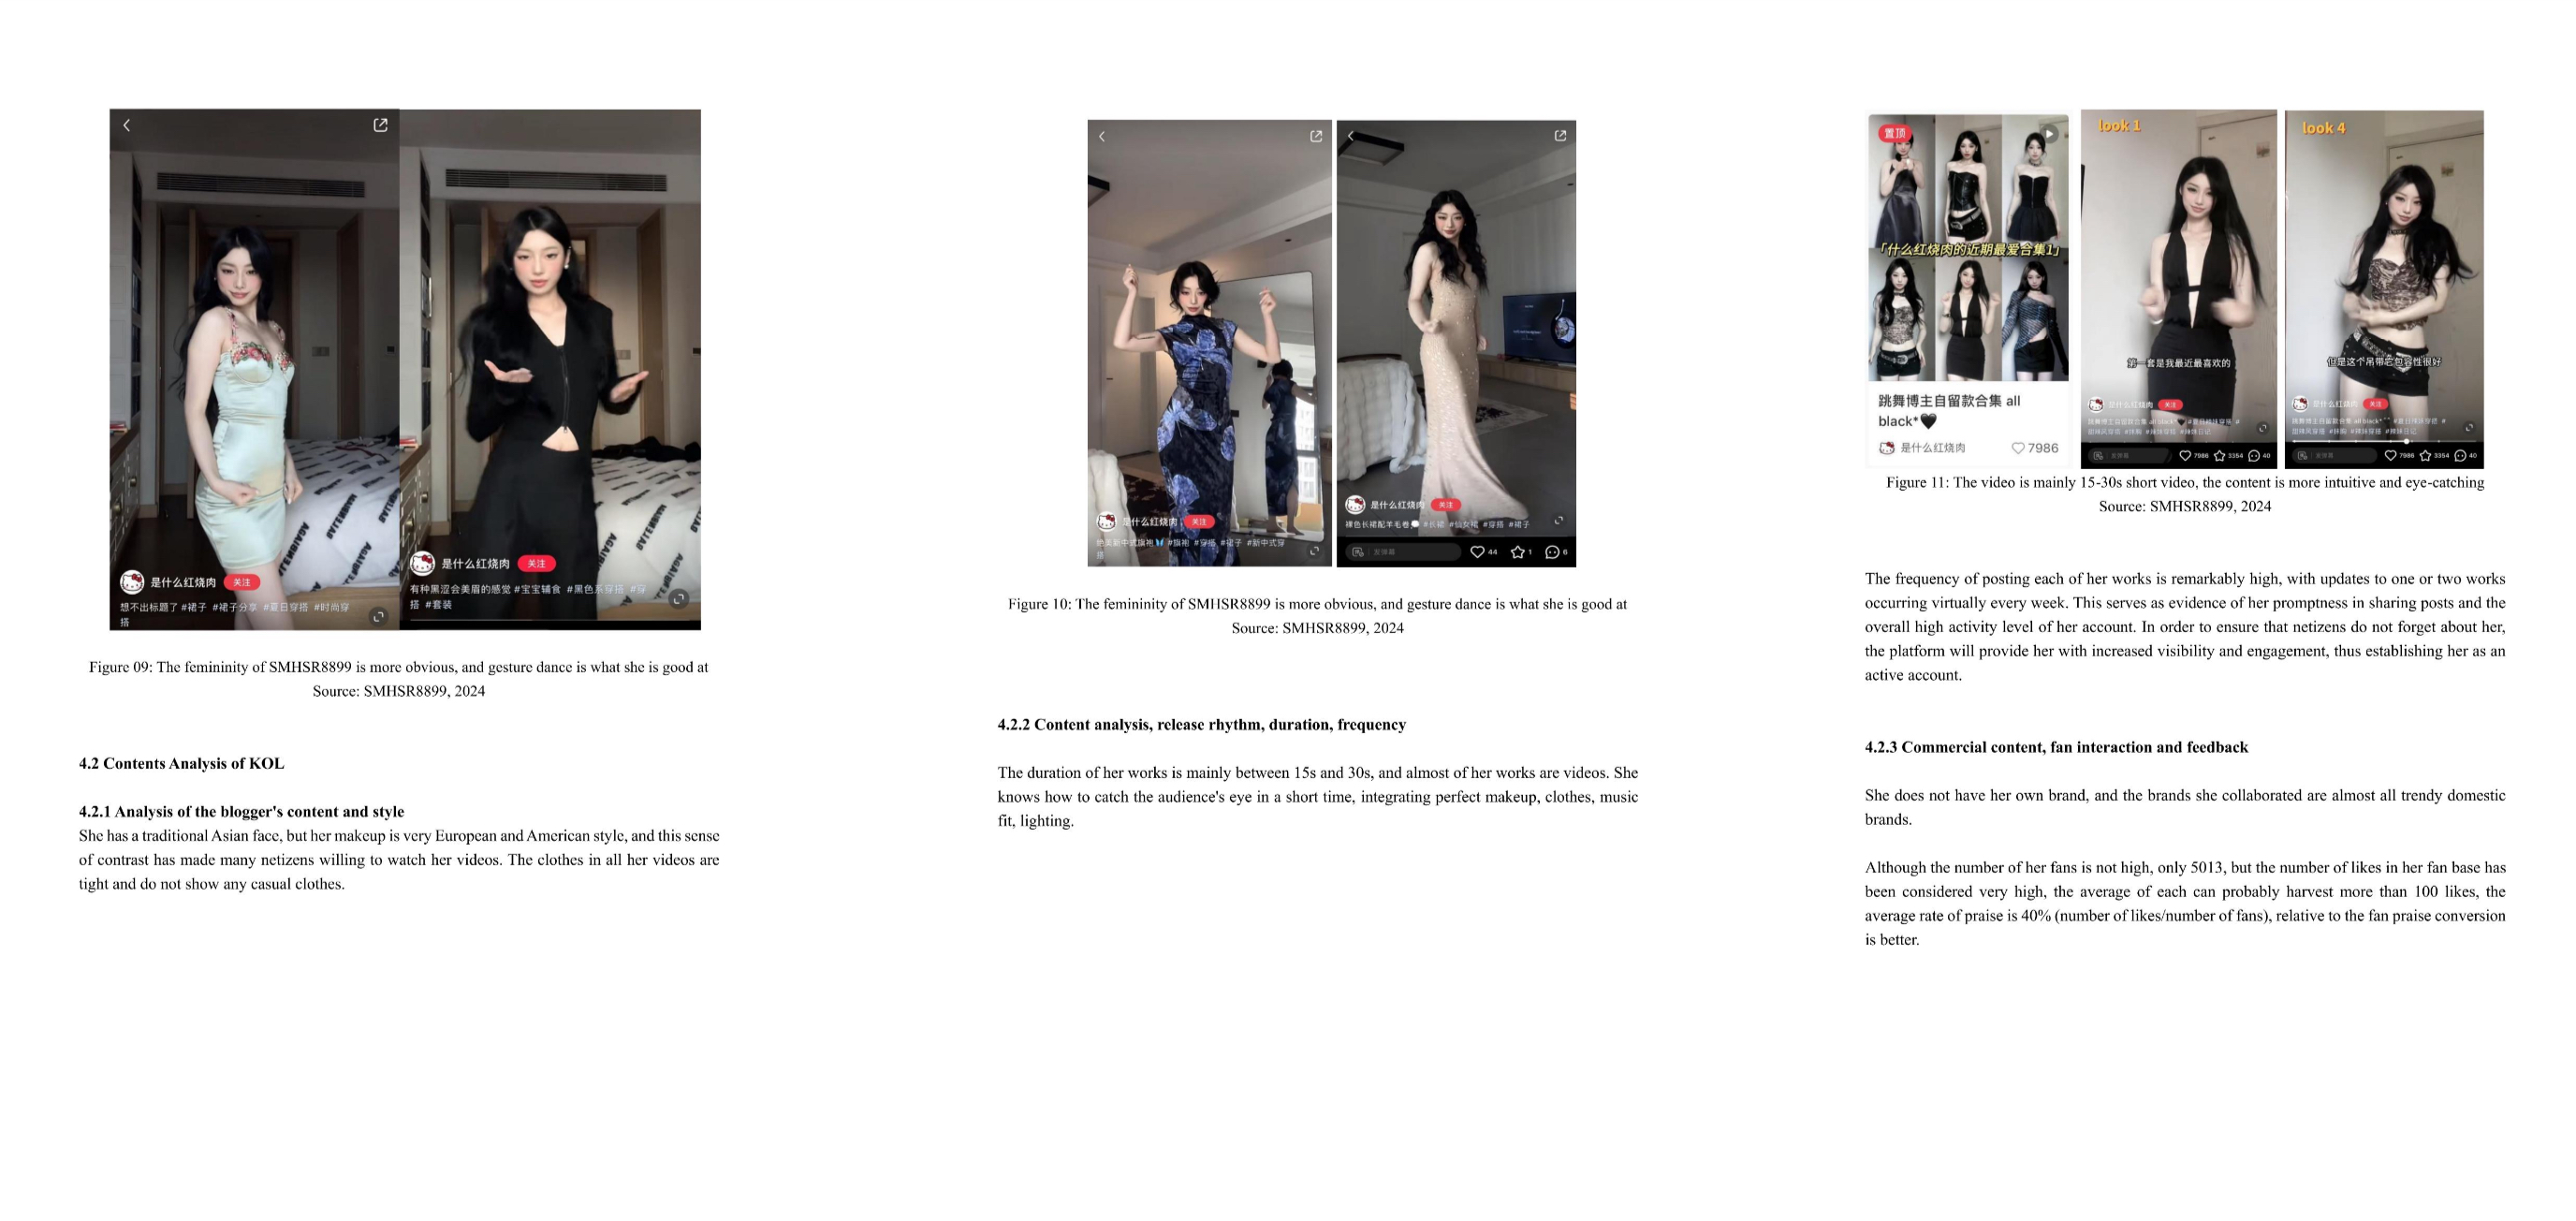 是什么红烧肉 关注
想不出标题了 #裙子 #裙子分享 #夏日穿搭 #时尚穿
搭
是什么红烧肉 关注
有种黑涩会美眉的感觉 #宝宝辅食 #黑色系穿搭 #穿
搭 #套装
Figure 09: The femininity of SMHSR8899 is more obvious, and gesture dance is what she is good at
Source: SMHSR8899, 2024
4.2 Contents Analysis of KOL
4.2.1 Analysis of the blogger's content and style
She has a traditional Asian face, but her makeup is very European and American style, and this sense
of contrast has made many netizens willing to watch her videos. The clothes in all her videos are
tight and do not show any casual clothes.
是什么红烧肉 关注
绝美新中式旗袍🦋 #旗袍 #穿搭 #裙子 #新中式穿
搭
是什么红烧肉 关注
裸色长裙配羊毛卷 #长裙 #仙女裙 #穿搭 #裙子
发弹幕 44 1 6
Figure 10: The femininity of SMHSR8899 is more obvious, and gesture dance is what she is good at
Source: SMHSR8899, 2024
4.2.2 Content analysis, release rhythm, duration, frequency
The duration of her works is mainly between 15s and 30s, and almost of her works are videos. She
knows how to catch the audience's eye in a short time, integrating perfect makeup, clothes, music
fit, lighting.
置顶
「什么红烧肉的近期最爱合集1」
跳舞博主自留款合集 all
black*🖤
是什么红烧肉 7986
look 1
第一套是我最近最喜欢的
是什么红烧肉 关注
7986 3354 40
look 4
但是这个吊带它包容性很好
是什么红烧肉 关注
7986 3354 40
Figure 11: The video is mainly 15-30s short video, the content is more intuitive and eye-catching
Source: SMHSR8899, 2024
The frequency of posting each of her works is remarkably high, with updates to one or two works
occurring virtually every week. This serves as evidence of her promptness in sharing posts and the
overall high activity level of her account. In order to ensure that netizens do not forget about her,
the platform will provide her with increased visibility and engagement, thus establishing her as an
active account.
4.2.3 Commercial content, fan interaction and feedback
She does not have her own brand, and the brands she collaborated are almost all trendy domestic
brands.
Although the number of her fans is not high, only 5013, but the number of likes in her fan base has
been considered very high, the average of each can probably harvest more than 100 likes, the
average rate of praise is 40% (number of likes/number of fans), relative to the fan praise conversion
is better.